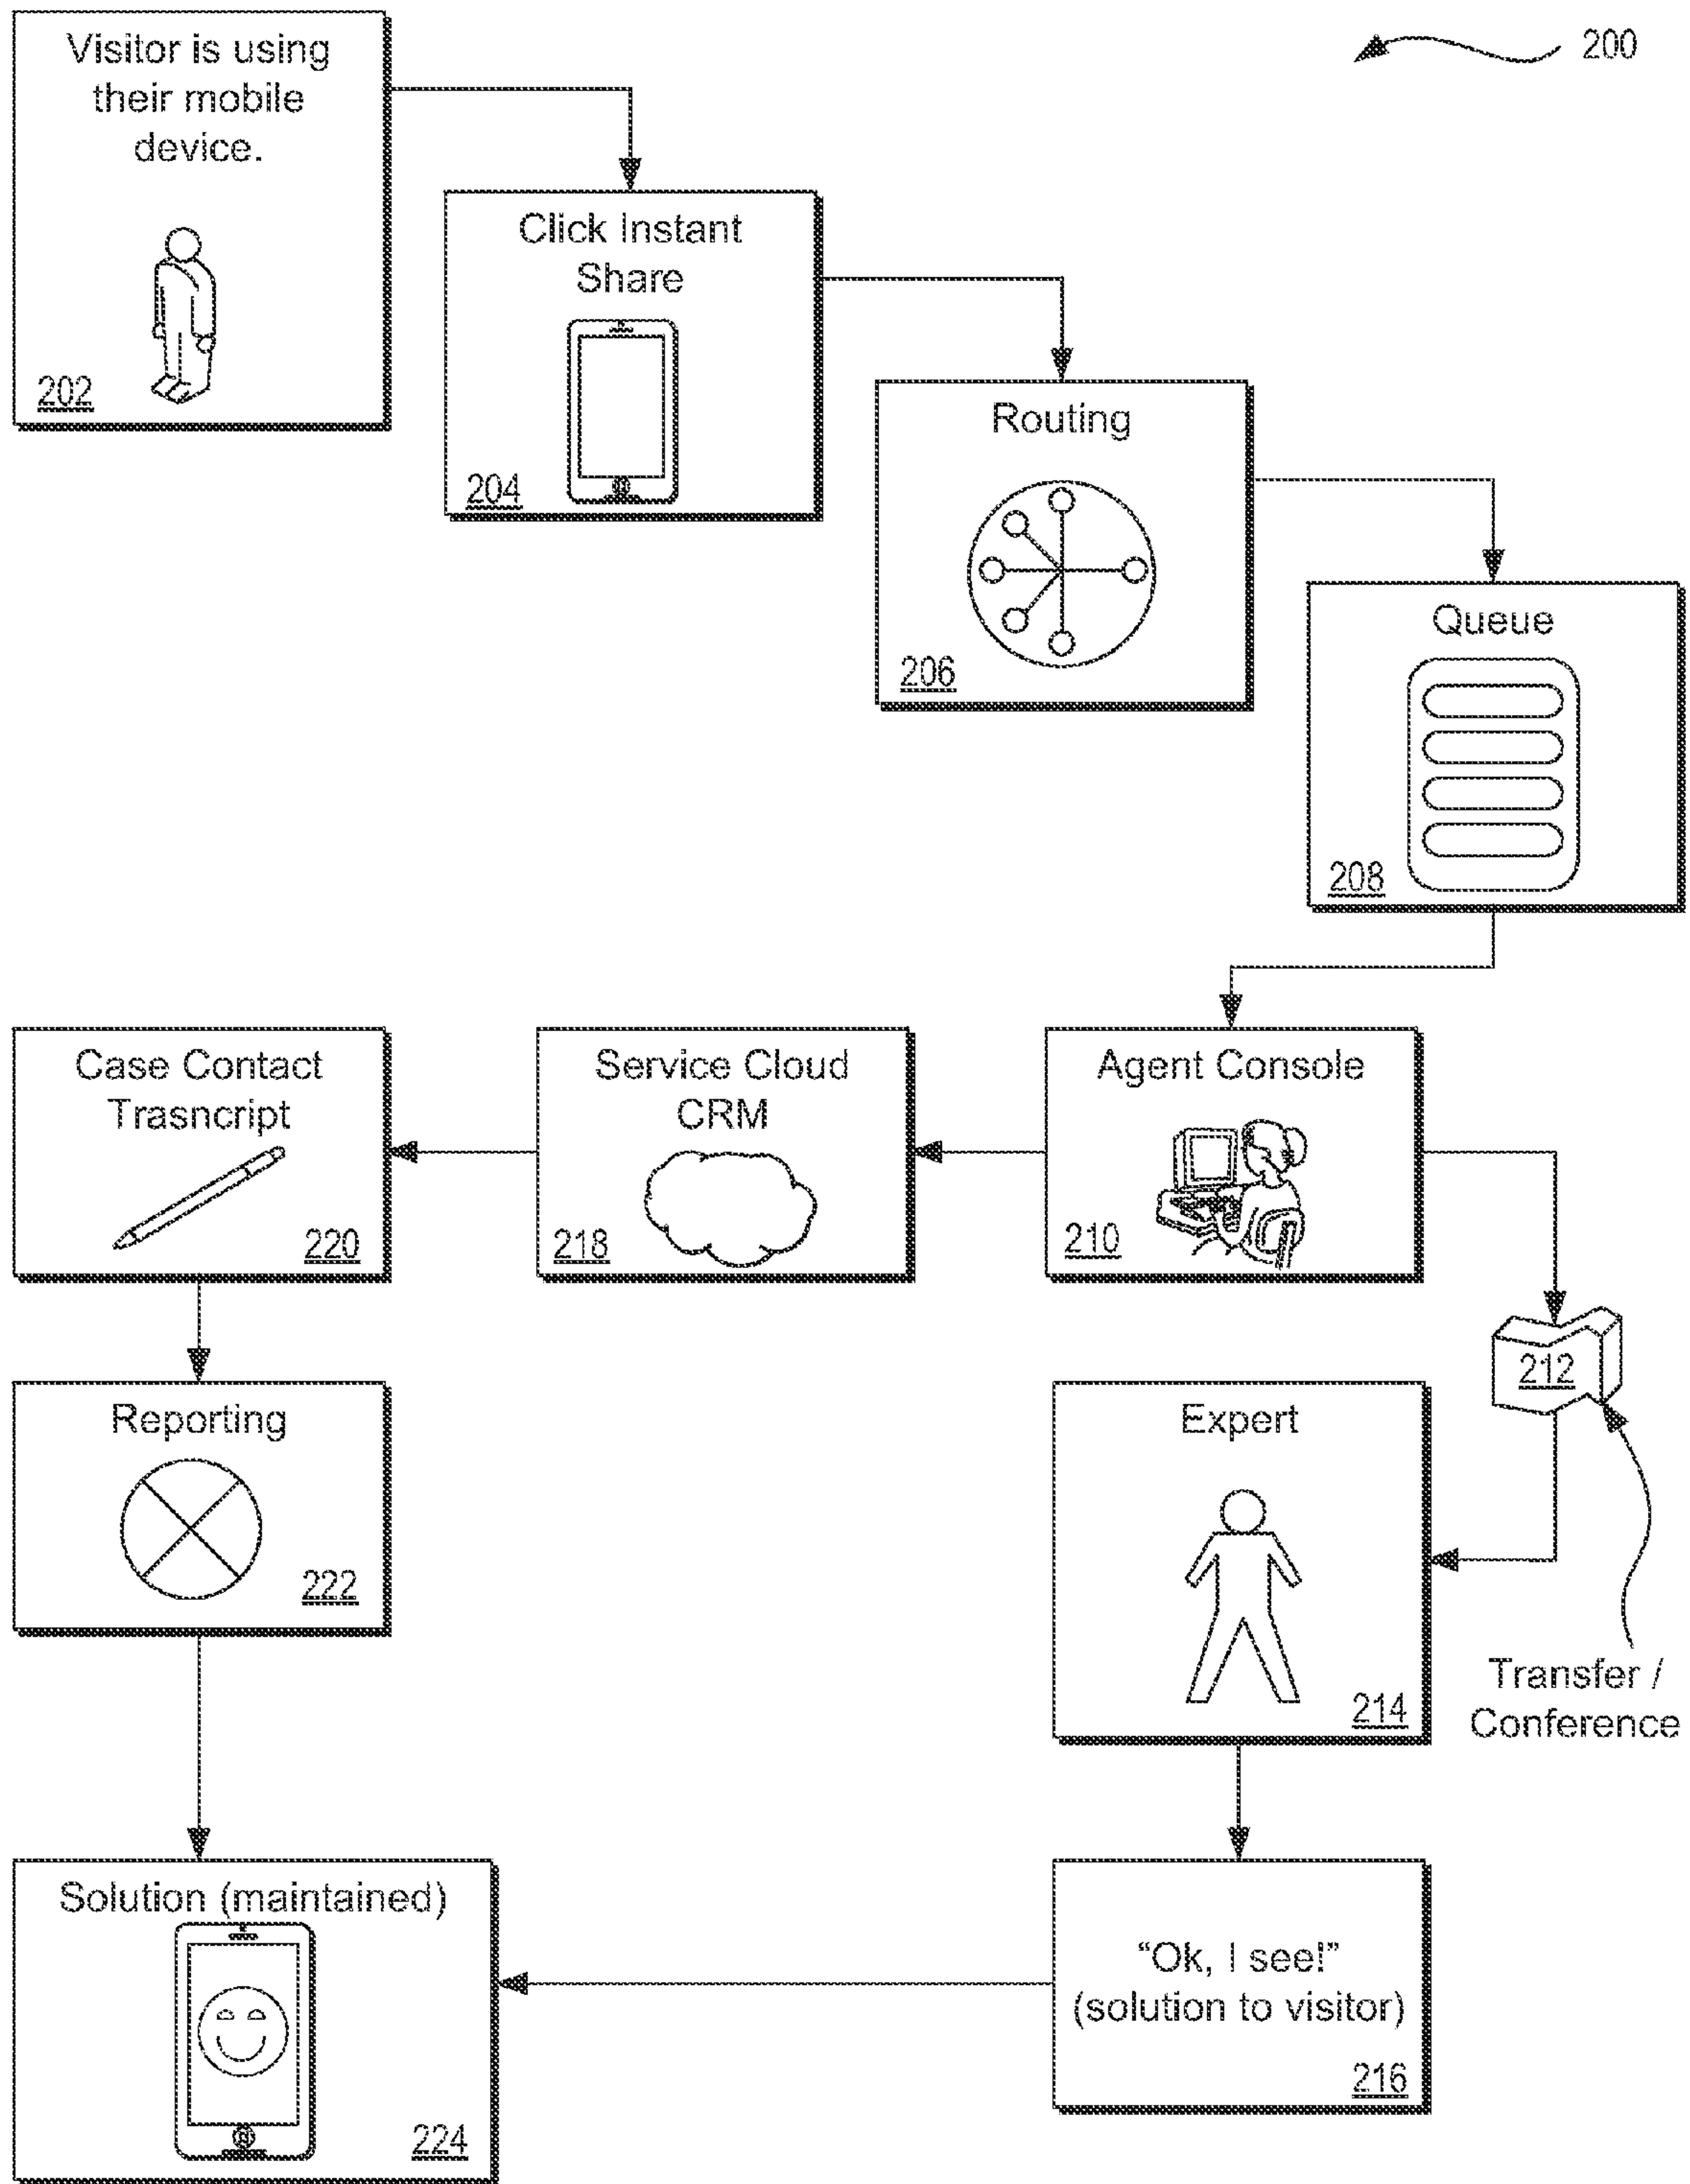 200
Visitor is using
their mobile
device.
202
Click Instant
Share
204
Routing
206
Queue
208
Case Contact
Trasncript
220
Service Cloud
CRM
218
Agent Console
210
212
Transfer /
Conference
Reporting
222
Expert
214
Solution (maintained)
224
“Ok, I see!”
(solution to visitor)
216